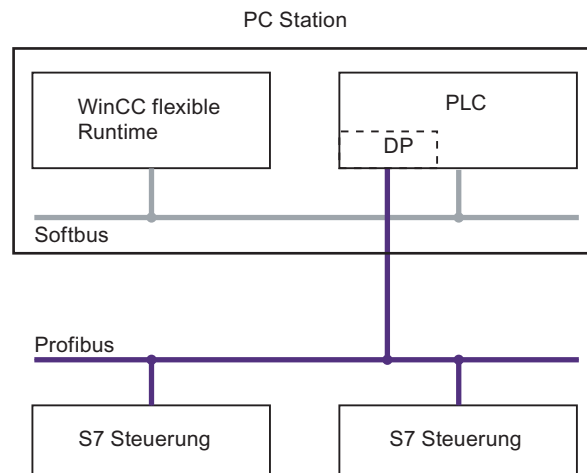 PC Station
WinCC flexible
Runtime
PLC
DP
Softbus
Profibus
S7 Steuerung
S7 Steuerung